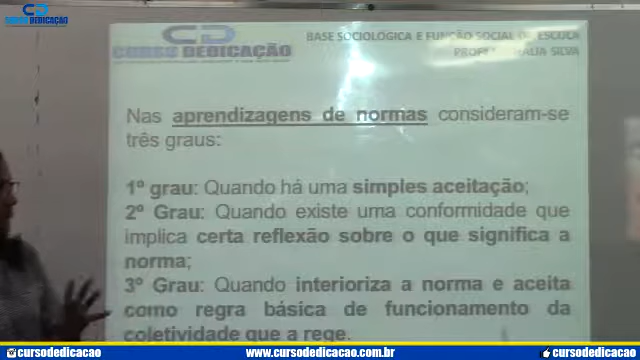 CD
CURSO DEDICAÇÃO
CD
CURSO DEDICAÇÃO
BASE SOCIOLÓGICA E FUNÇÃO SOCIAL DA ESCOLA
SILVA
Nas aprendizagens de normas consideram-se
três graus:
1º grau: Quando há uma simples aceitação;
2º Grau: Quando existe uma conformidade que
implica certa reflexão sobre o que significa a
norma;
3º Grau: Quando interioriza a norma e aceita
como regra básica de funcionamento da
coletividade que a rege.
cursodedicacao www.cursodedicacao.com.br /cursodedicacao